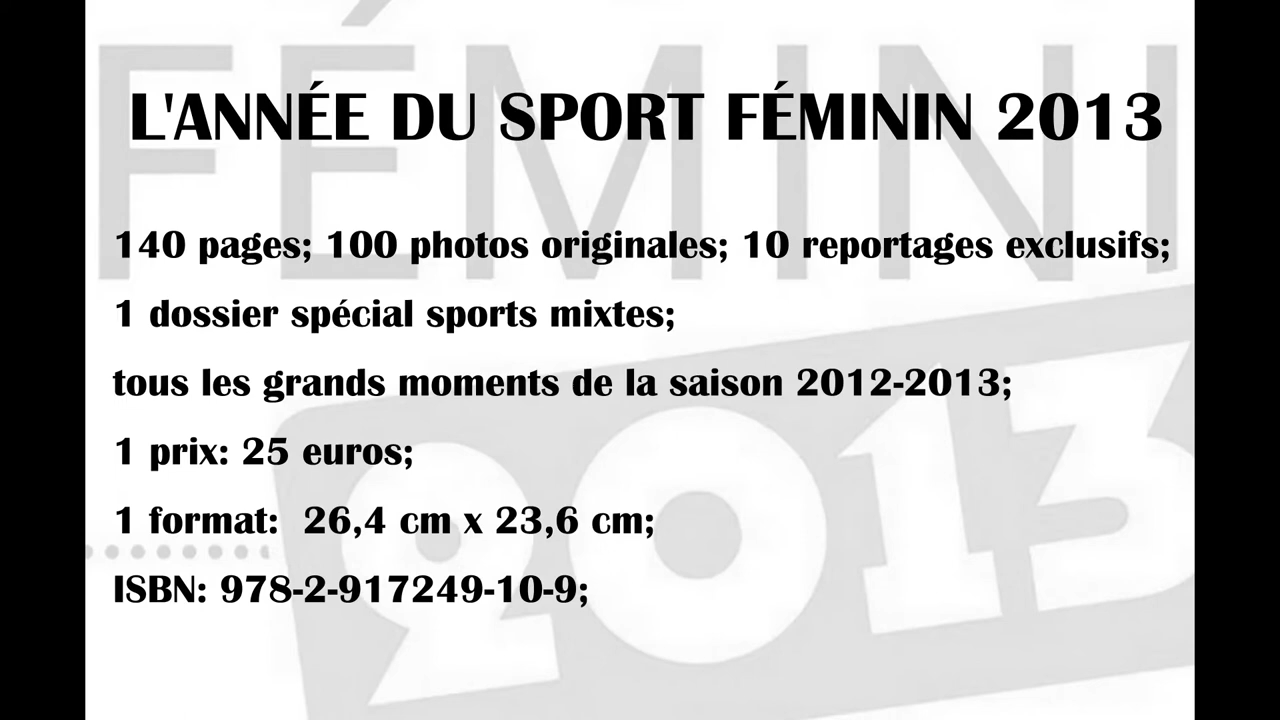 L'ANNÉE DU SPORT FÉMININ 2013
140 pages; 100 photos originales; 10 reportages exclusifs;
1 dossier spécial sports mixtes;
tous les grands moments de la saison 2012-2013;
1 prix: 25 euros;
1 format:  26,4 cm x 23,6 cm;
ISBN: 978-2-917249-10-9;
FÉMINI
2013